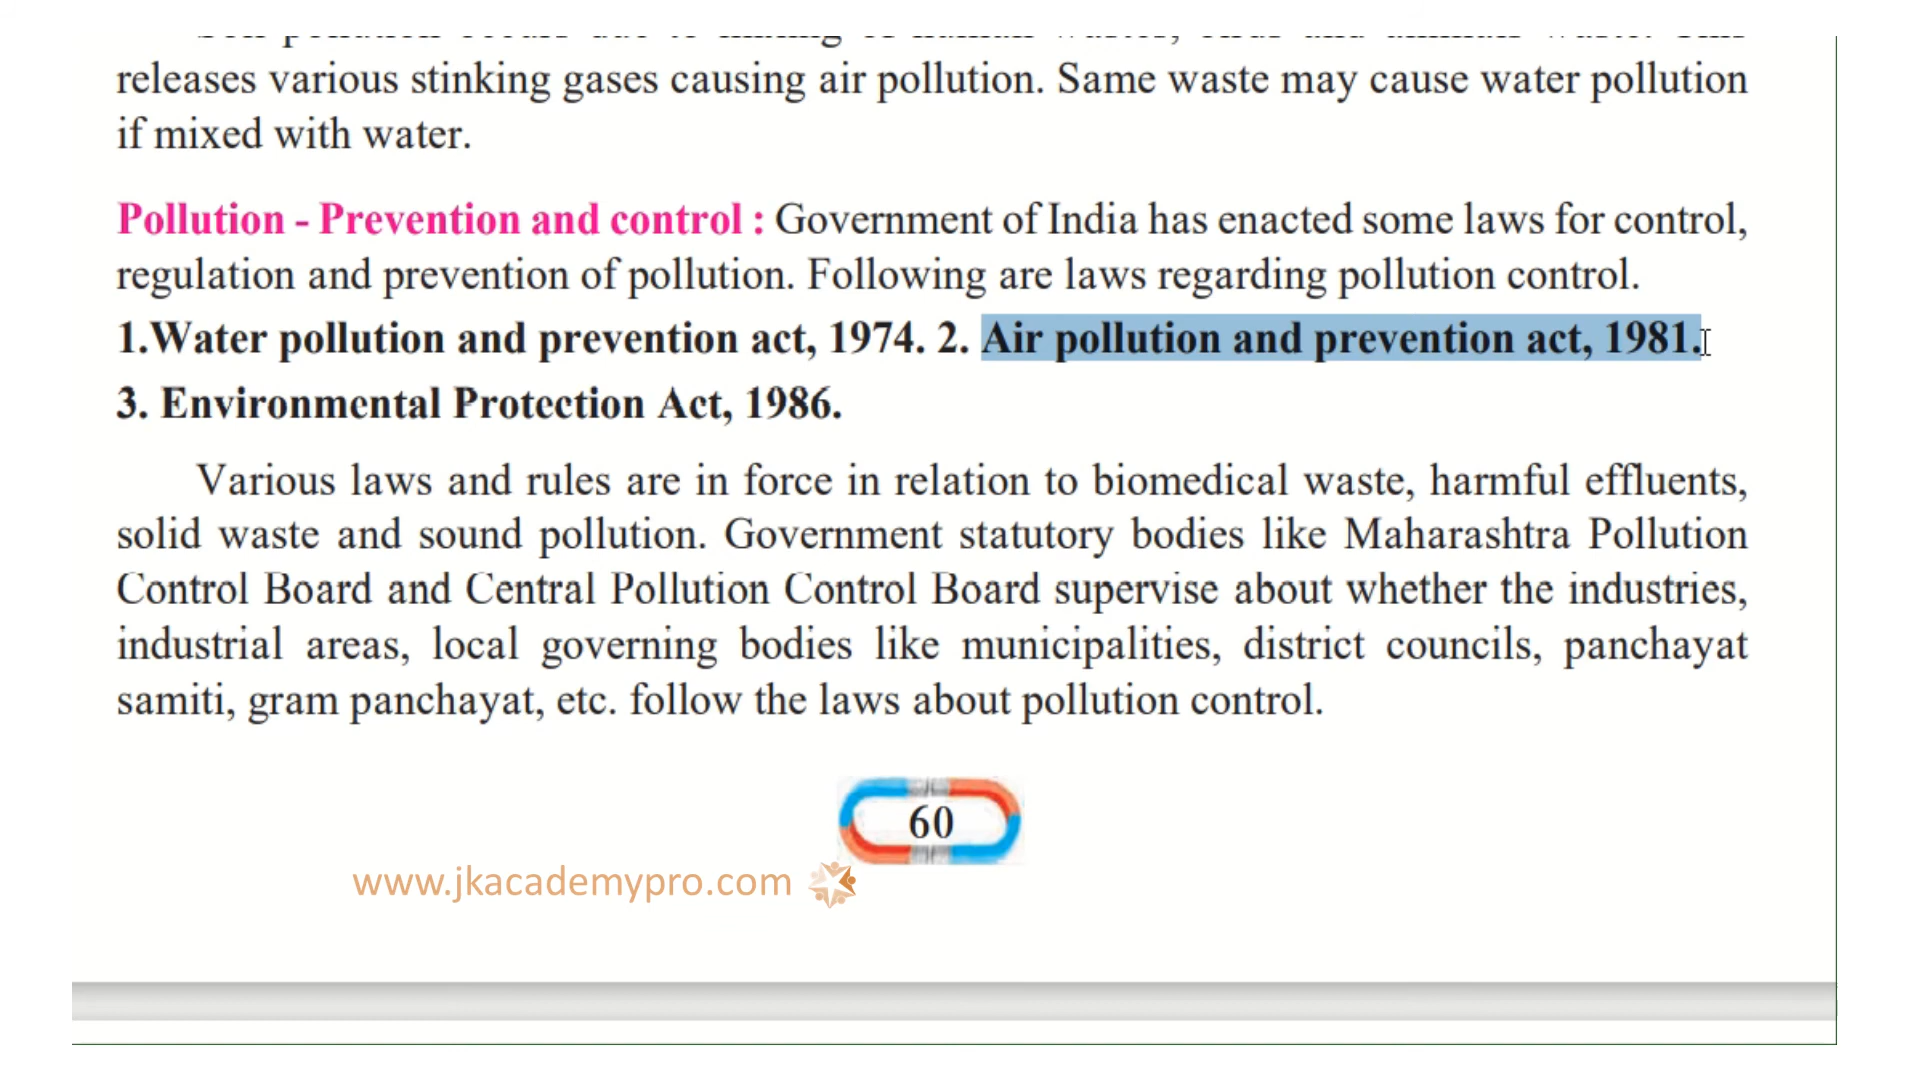 releases various stinking gases causing air pollution. Same waste may cause water pollution
if mixed with water.
Pollution - Prevention and control : Government of India has enacted some laws for control,
regulation and prevention of pollution. Following are laws regarding pollution control.
1.Water pollution and prevention act, 1974. 2. Air pollution and prevention act, 1981.
3. Environmental Protection Act, 1986.
Various laws and rules are in force in relation to biomedical waste, harmful effluents,
solid waste and sound pollution. Government statutory bodies like Maharashtra Pollution
Control Board and Central Pollution Control Board supervise about whether the industries,
industrial areas, local governing bodies like municipalities, district councils, panchayat
samiti, gram panchayat, etc. follow the laws about pollution control.
60
www.jkacademypro.com